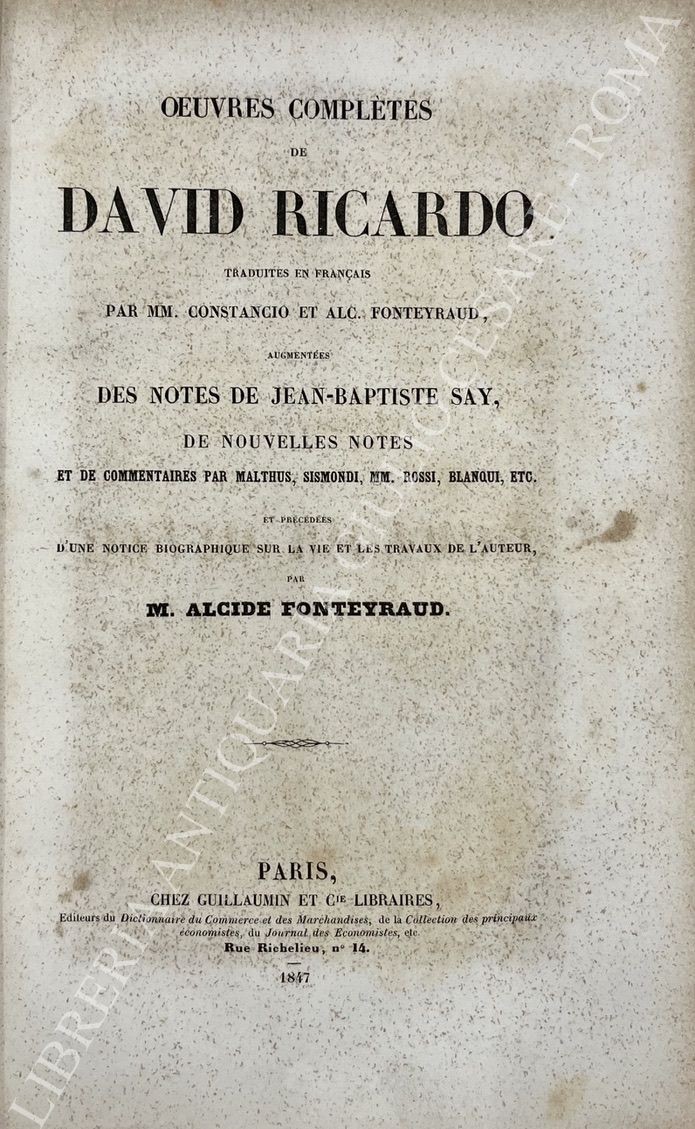 OEUVRES COMPLÈTES
DE
DAVID RICARDO
TRADUITES EN FRANÇAIS
PAR MM. CONSTANCIO ET ALC. FONTEYRAUD,
AUGMENTÉES
DES NOTES DE JEAN-BAPTISTE SAY,
DE NOUVELLES NOTES
ET DE COMMENTAIRES PAR MALTHUS, SISMONDI, MM. ROSSI, BLANQUI, ETC.
ET PRÉCÉDÉES
D'UNE NOTICE BIOGRAPHIQUE SUR LA VIE ET LES TRAVAUX DE L'AUTEUR,
PAR
M. ALCIDE FONTEYRAUD.
PARIS,
CHEZ GUILLAUMIN ET CIE LIBRAIRES,
Editeurs du Dictionnaire du Commerce et des Marchandises, de la Collection des principaux
économistes, du Journal des Economistes, etc.
Rue Richelieu, nº 14.
1847
LIBRERIA ANTIQUARIA GIULIO CESARE - ROMA